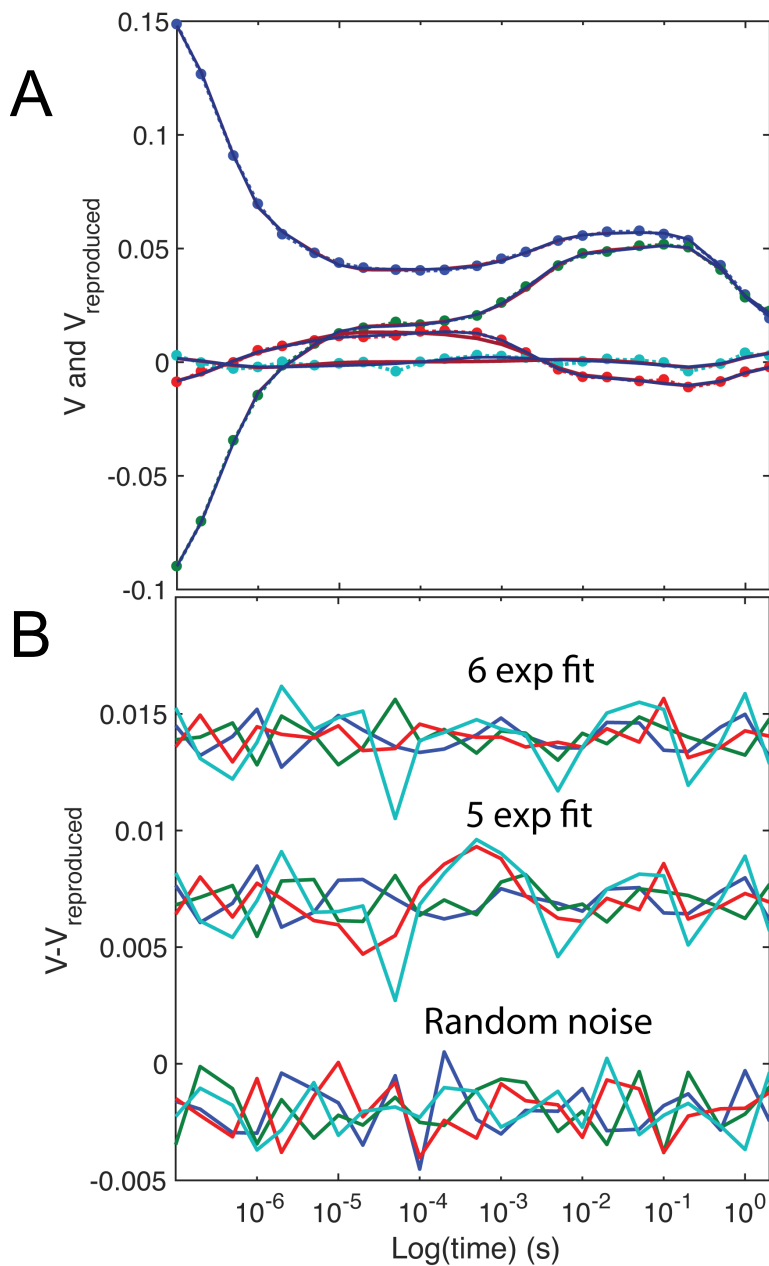 A
0.15
0.1
0.05
0
-0.05
-0.1
V and V_reproduced
B
6 exp fit
5 exp fit
Random noise
0.015
0.01
0.005
0
-0.005
V-V_reproduced
10^-6 10^-5 10^-4 10^-3 10^-2 10^-1 10^0
Log(time) (s)